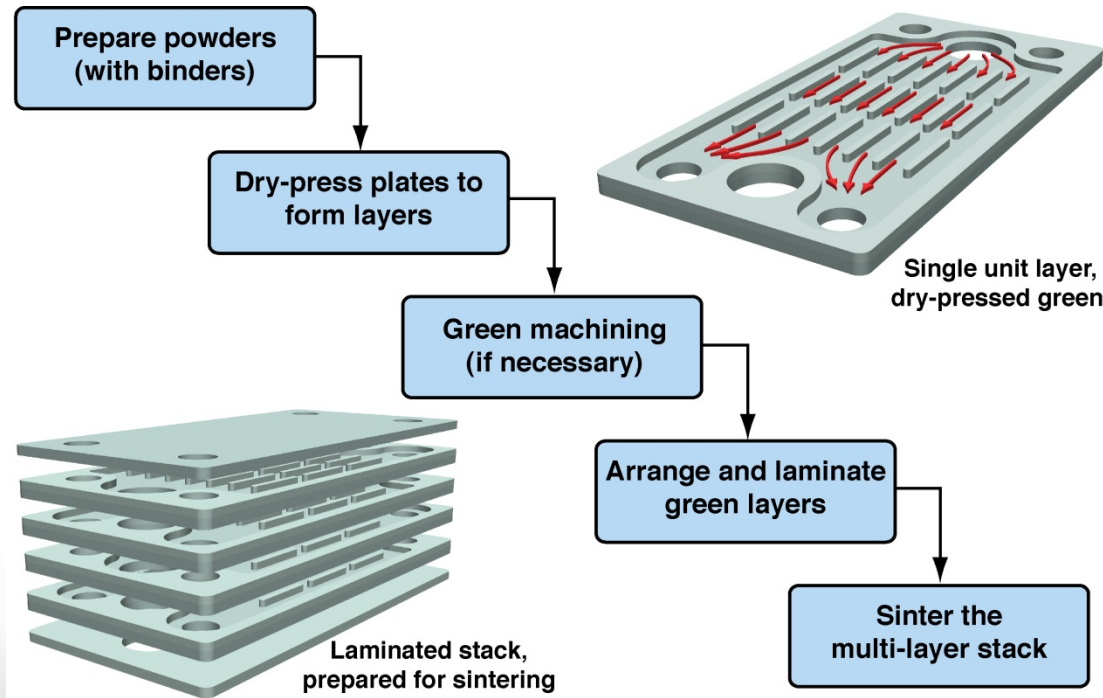 Prepare powders
(with binders)
Dry-press plates to
form layers
Single unit layer,
dry-pressed green
Green machining
(if necessary)
Arrange and laminate
green layers
Laminated stack,
prepared for sintering
Sinter the
multi-layer stack